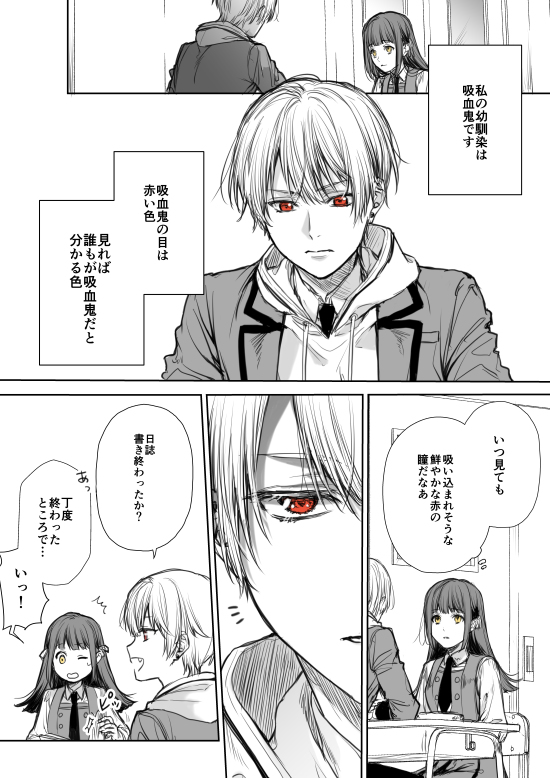 私の幼馴染は
吸血鬼です
吸血鬼の目は
赤い色
見れば
誰もが吸血鬼だと
分かる色
いつ見ても
吸い込まれそうな
鮮やかな赤の
瞳だなあ
日誌
書き終わったか?
あっ
丁度
終わった
ところで…
いっ!